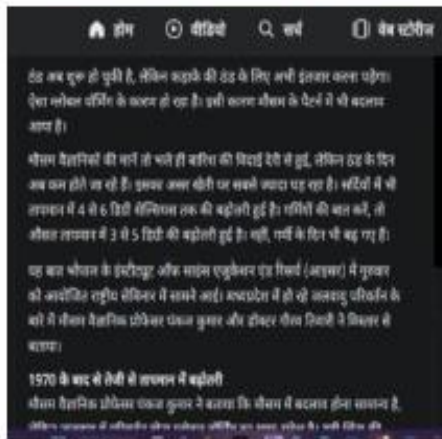 होम वीडियो सर्च वेब स्टोरीज
ठंड अब शुरू हो चुकी है, लेकिन कड़ाके की ठंड के लिए अभी इंतजार करना पड़ेगा।
ऐसा ग्लोबल वॉर्मिंग के कारण हो रहा है। इसी कारण मौसम के पैटर्न में भी बदलाव
आया है।
मौसम वैज्ञानिकों की मानें तो भले ही बारिश की विदाई देरी से हुई, लेकिन ठंड के दिन
अब कम होते जा रहे हैं। इसका असर खेती पर सबसे ज्यादा पड़ रहा है। सर्दियों में भी
तापमान में 4 से 6 डिग्री सेल्सियस तक की बढ़ोतरी हुई है। गर्मियों की बात करें, तो
औसत तापमान में 3 से 5 डिग्री की बढ़ोतरी हुई है। वहीं, गर्मी के दिन भी बढ़ गए हैं।
यह बात भोपाल के इंस्टीट्यूट ऑफ साइंस एजुकेशन एंड रिसर्च (आइसर) में गुरुवार
को आयोजित राष्ट्रीय सेमिनार में सामने आई। मध्यप्रदेश में हो रहे जलवायु परिवर्तन के
बारे में मौसम वैज्ञानिक प्रोफेसर पंकज कुमार और डॉक्टर गौरव तिवारी ने विस्तार से
बताया।
1970 के बाद से तेजी से तापमान में बढ़ोतरी
मौसम वैज्ञानिक प्रोफेसर पंकज कुमार ने बताया कि मौसम में बदलाव होना सामान्य है,